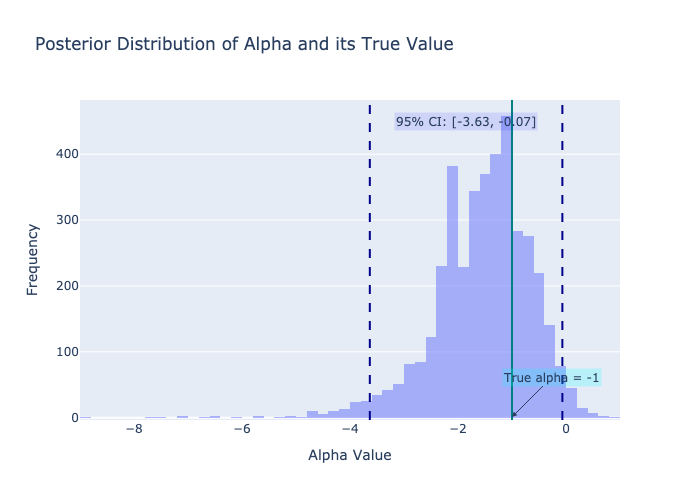 Posterior Distribution of Alpha and its True Value
95% CI: [-3.63, -0.07]
400
300
200
100
0
Frequency
True alpha = -1
−8
−6
−4
−2
0
Alpha Value